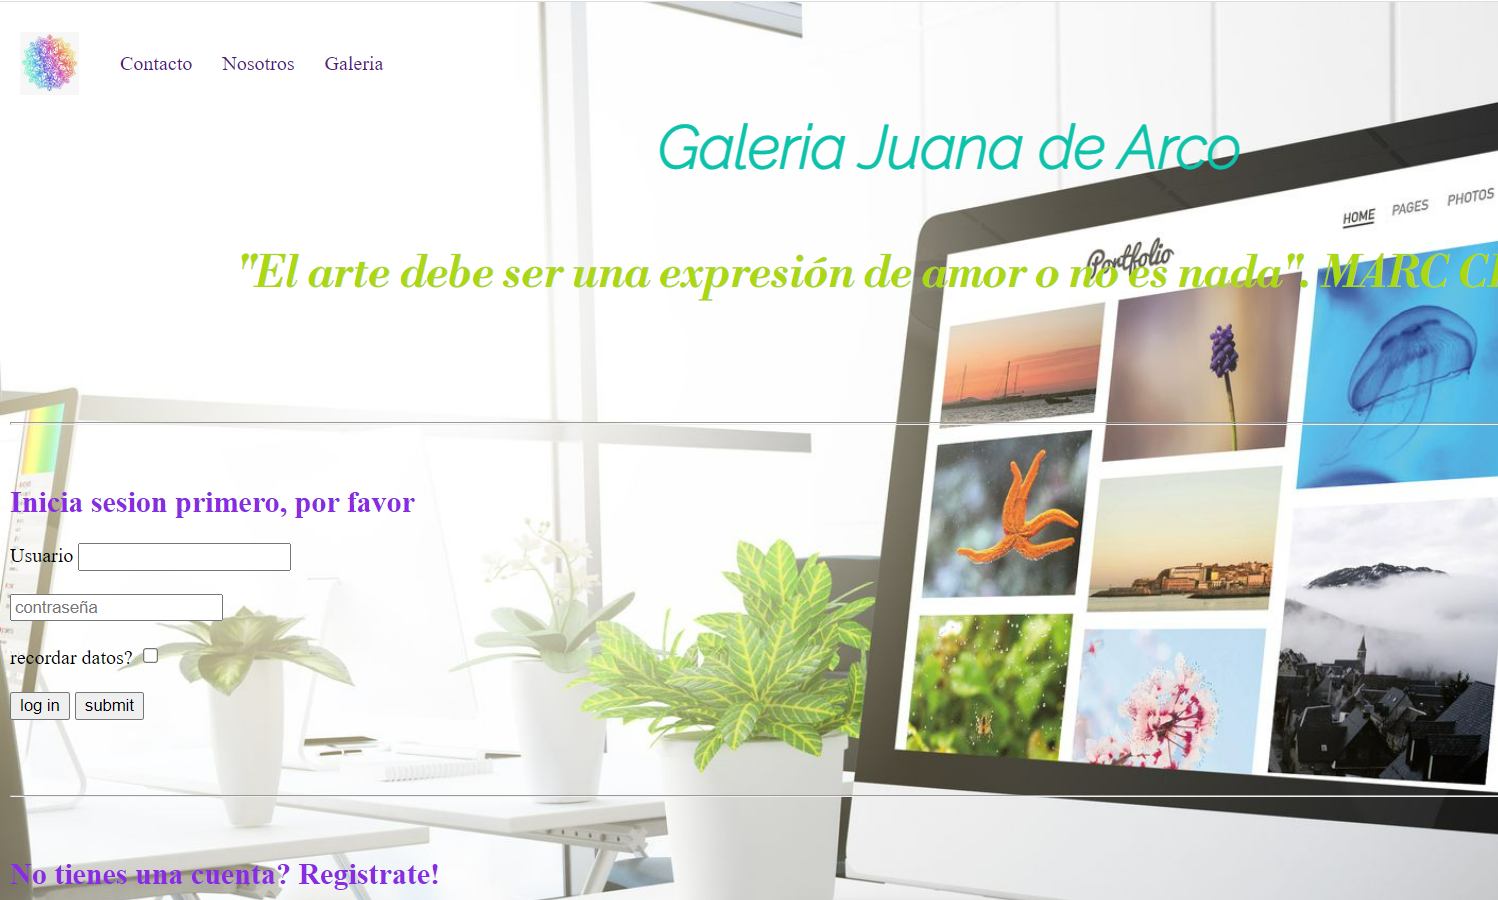 Contacto Nosotros Galeria
Galeria Juana de Arco
HOME PAGES PHOTOS
Portfolio
"El arte debe ser una expresión de amor o no es nada". MARC
Inicia sesion primero, por favor
Usuario
contraseña
recordar datos?
log in submit
No tienes una cuenta? Registrate!